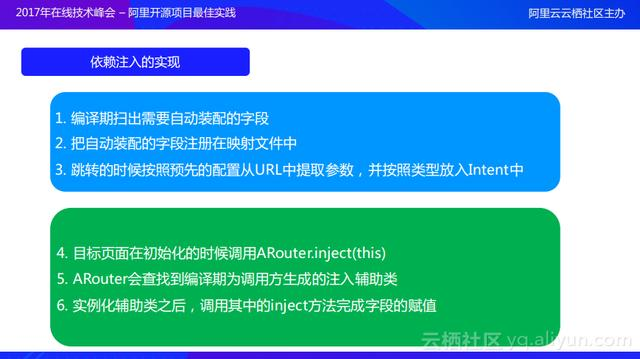 2017年在线技术峰会 – 阿里开源项目最佳实践
阿里云云栖社区主办
依赖注入的实现
1. 编译期扫出需要自动装配的字段
2. 把自动装配的字段注册在映射文件中
3. 跳转的时候按照预先的配置从URL中提取参数，并按照类型放入Intent中
4. 目标页面在初始化的时候调用ARouter.inject(this)
5. ARouter会查找到编译期为调用方生成的注入辅助类
6. 实例化辅助类之后，调用其中的inject方法完成字段的赋值
云栖社区 yq.aliyun.com